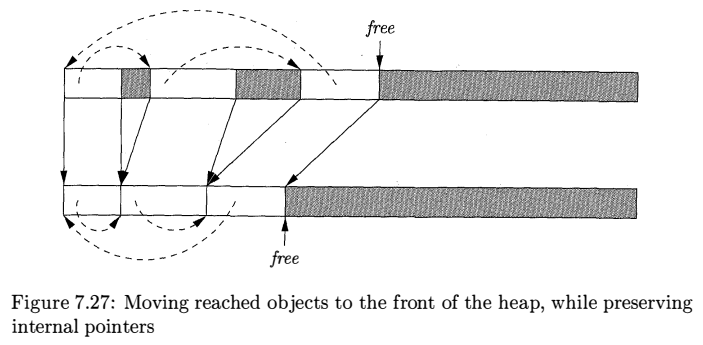 free
free
Figure 7.27: Moving reached objects to the front of the heap, while preserving
internal pointers